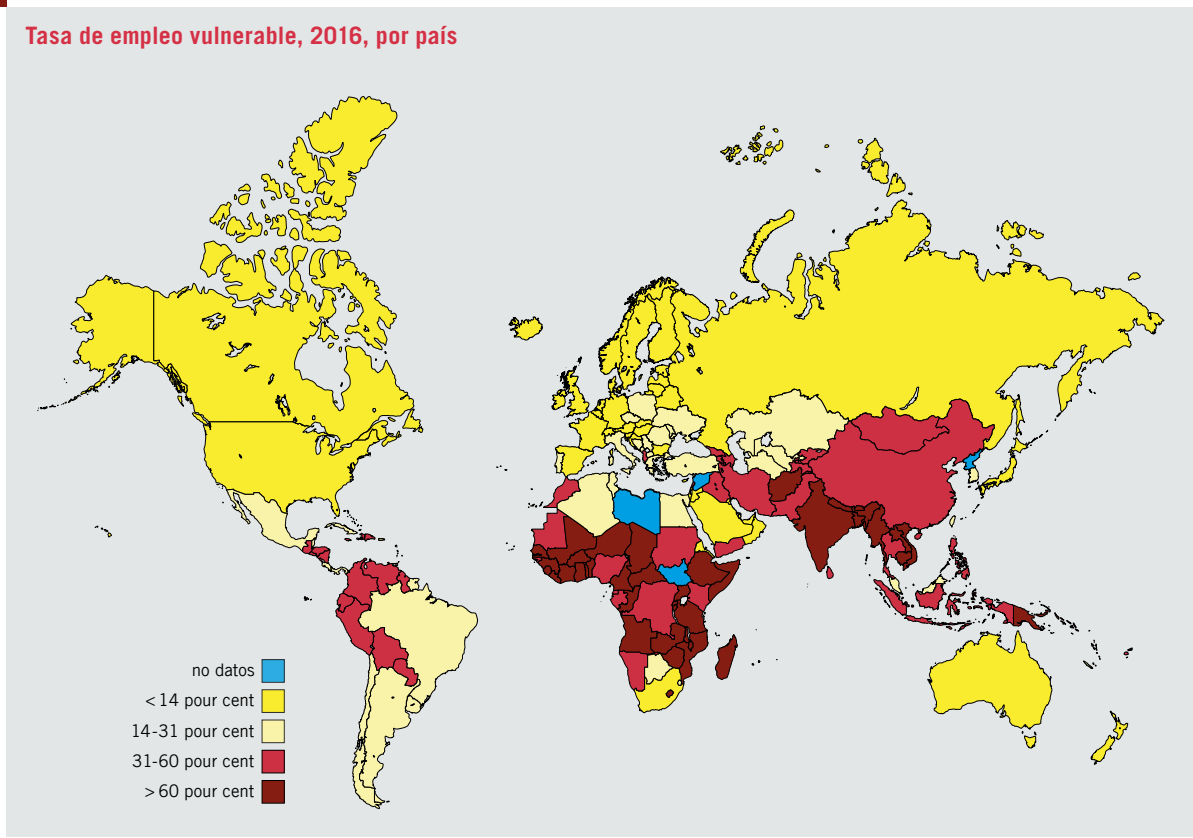 Tasa de empleo vulnerable, 2016, por país
no datos
< 14 pour cent
14-31 pour cent
31-60 pour cent
> 60 pour cent